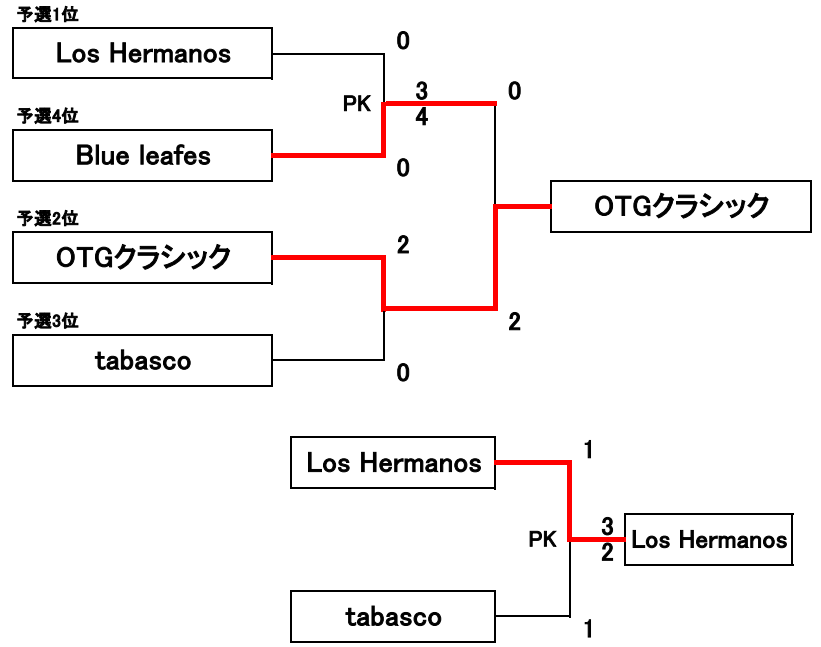 予選1位
Los Hermanos
0
PK
3
4
0
予選4位
Blue leafes
0
予選2位
OTGクラシック
2
OTGクラシック
予選3位
tabasco
0
2
Los Hermanos
1
PK
3
2
Los Hermanos
tabasco
1